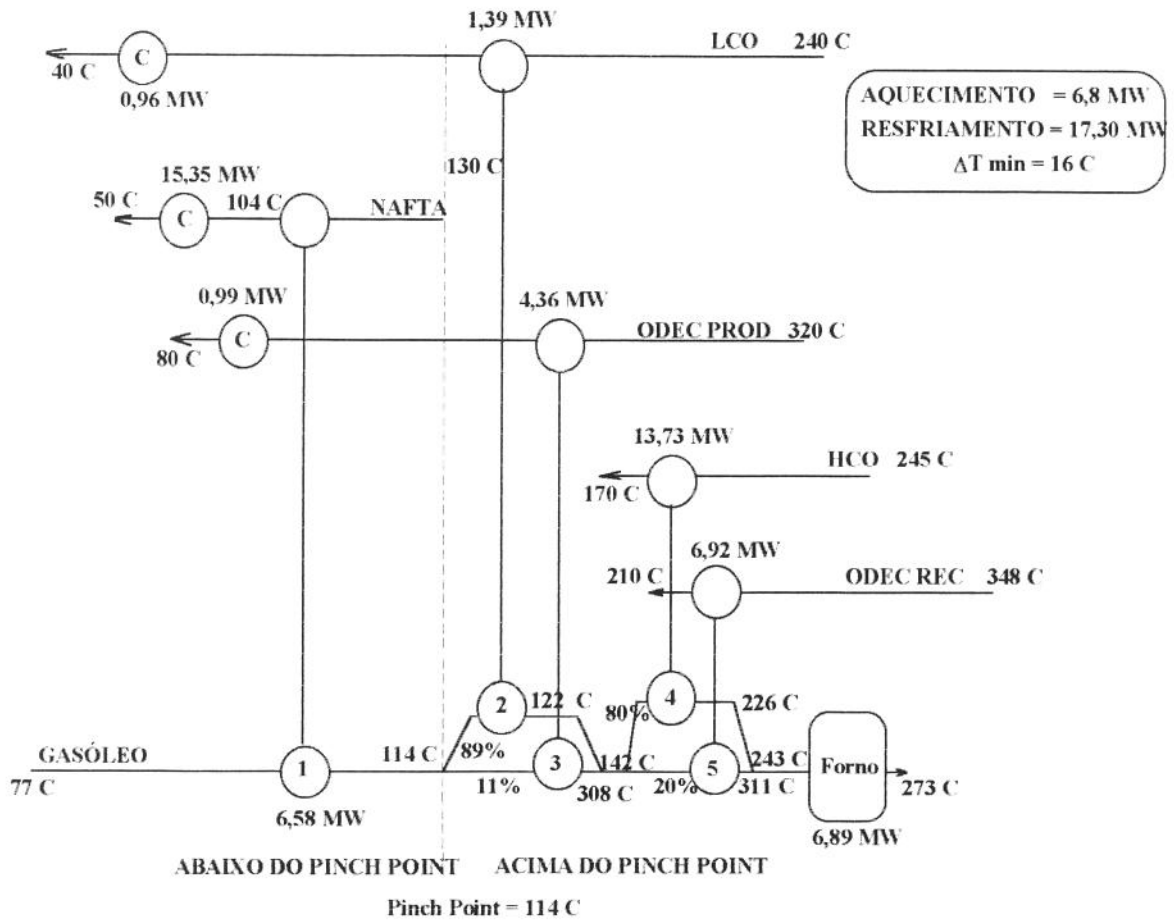 1,39 MW
LCO 240 C
C
40 C
0,96 MW
AQUECIMENTO = 6,8 MW
RESFRIAMENTO = 17,30 MW
ΔT min = 16 C
130 C
15,35 MW
50 C
C
104 C
NAFTA
0,99 MW
4,36 MW
ODEC PROD 320 C
C
80 C
13,73 MW
HCO 245 C
170 C
6,92 MW
210 C
ODEC REC 348 C
2
122 C
4
80%
226 C
GASÓLEO
77 C
1
114 C
89%
11%
3
142 C
308 C
20%
5
243 C
311 C
Forno
273 C
6,58 MW
6,89 MW
ABAIXO DO PINCH POINT
ACIMA DO PINCH POINT
Pinch Point = 114 C